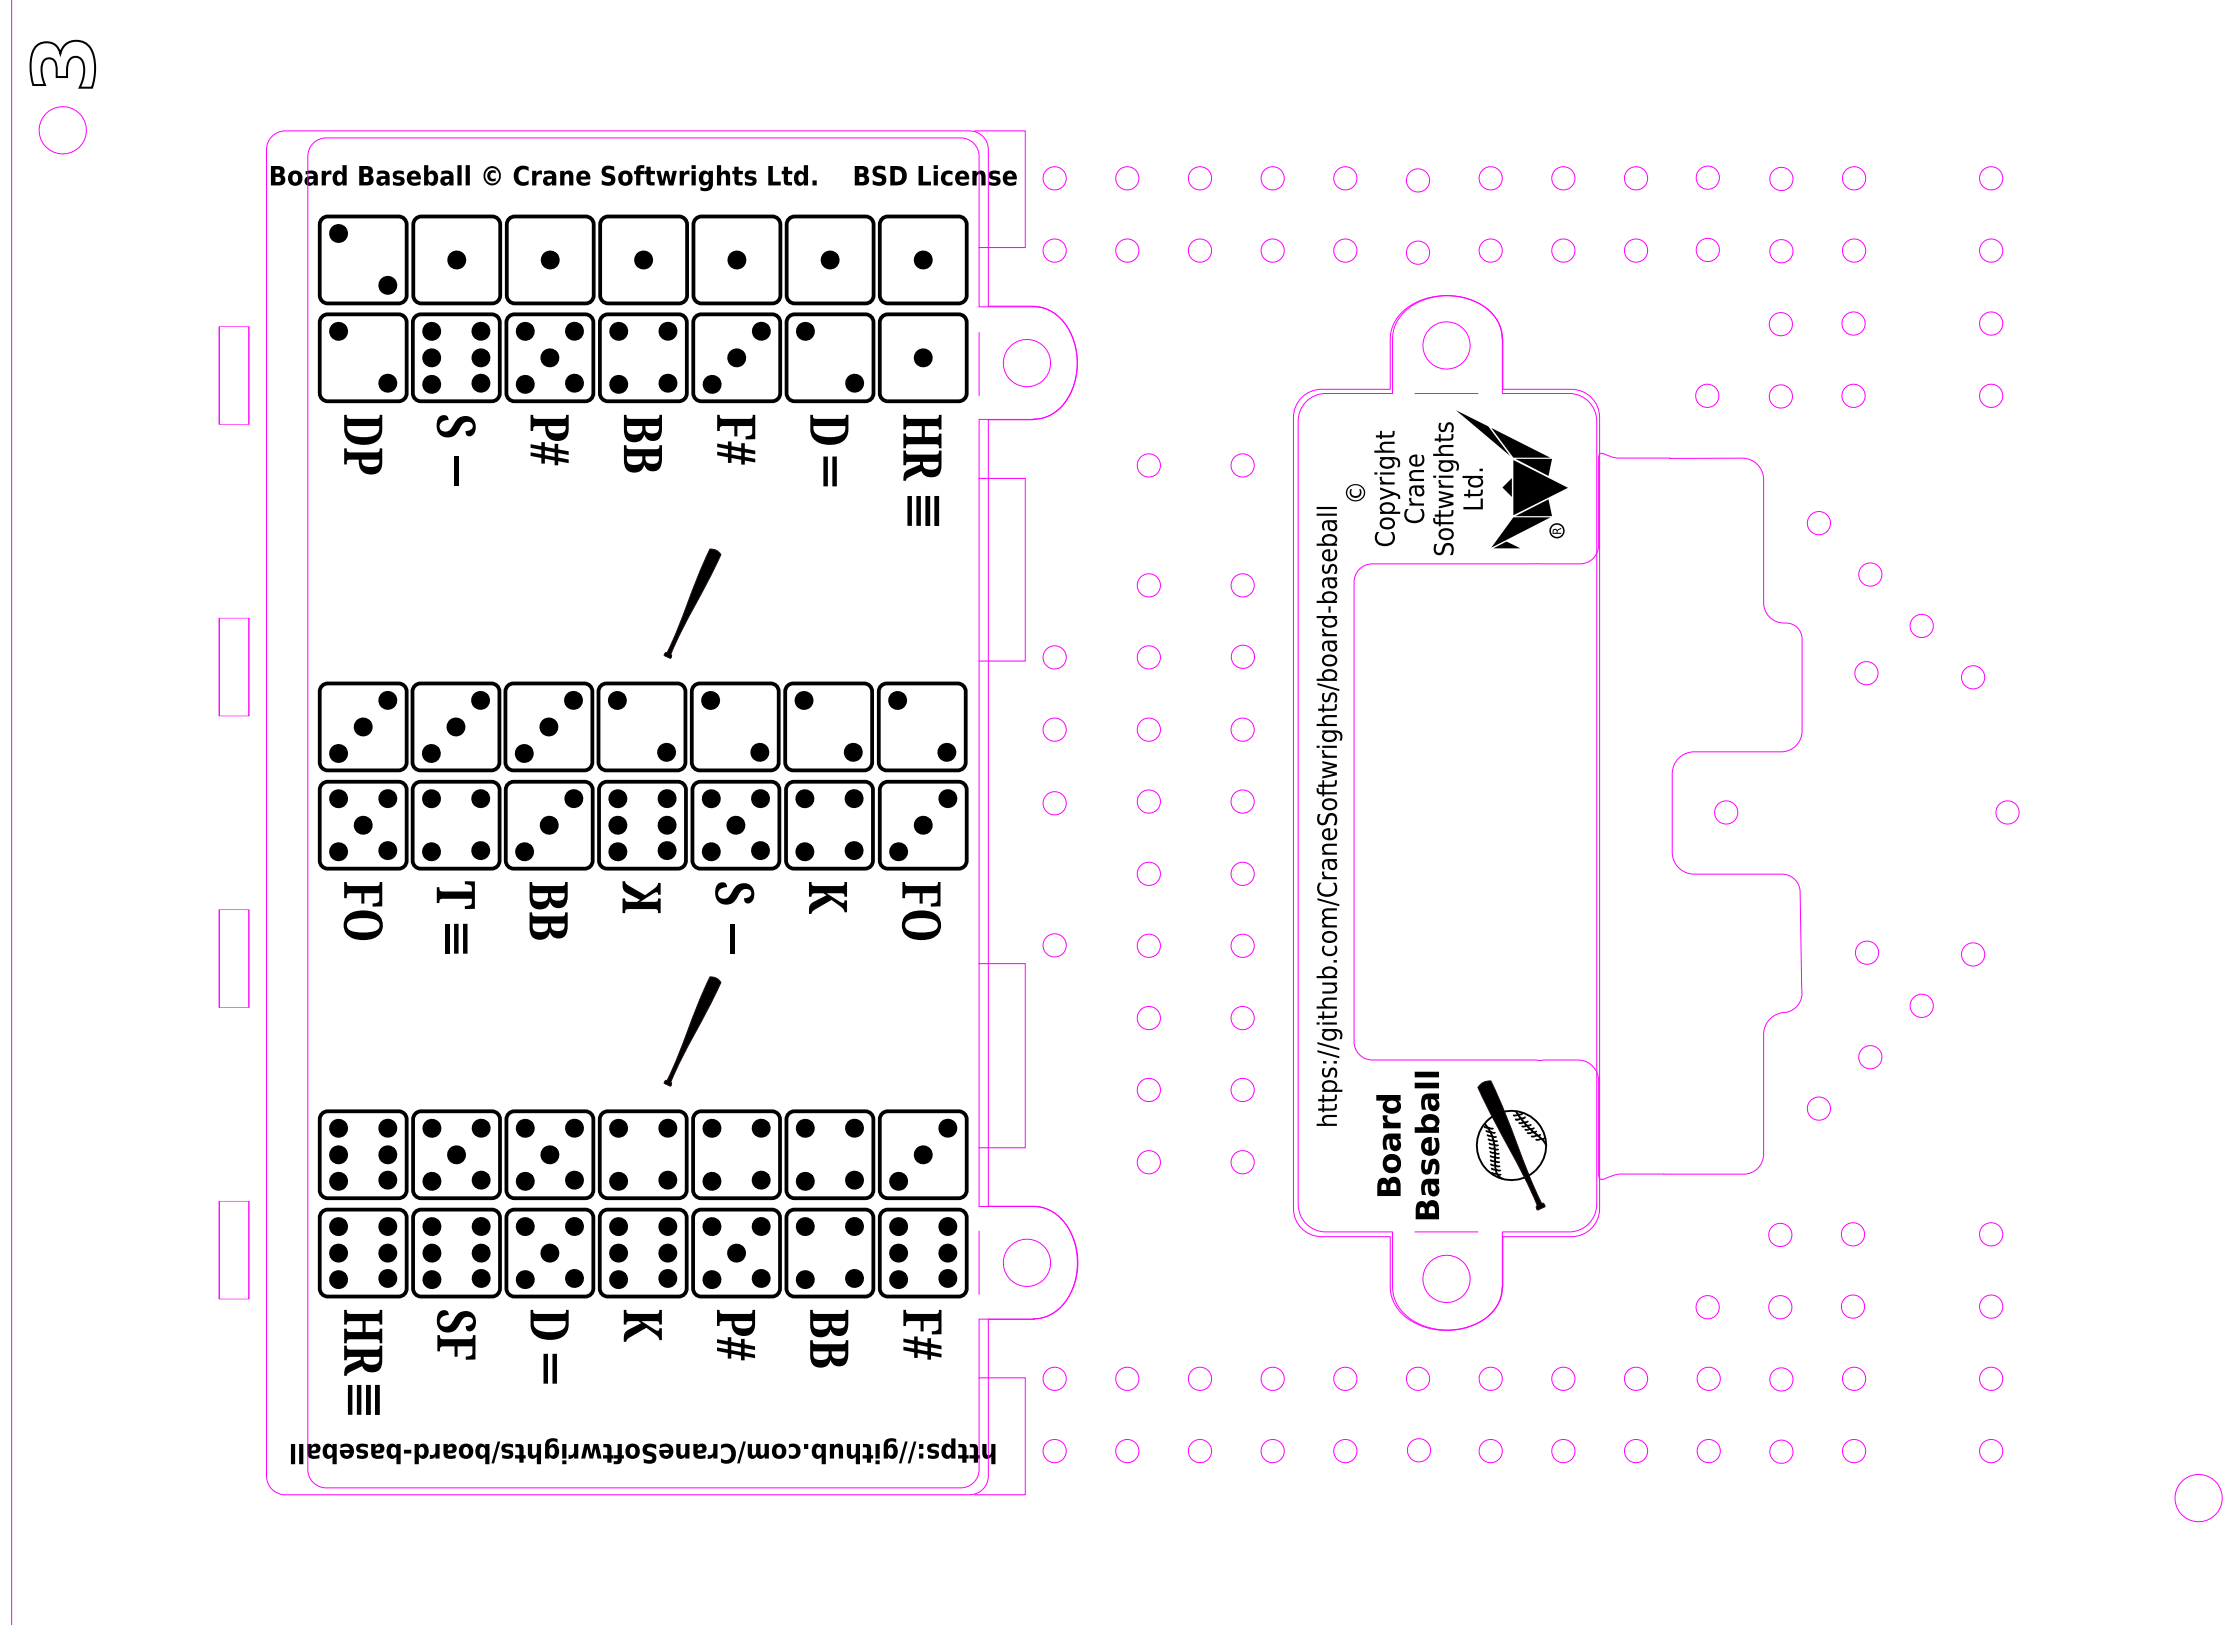 3
Board Baseball © Crane Softwrights Ltd. BSD License
DP
S –
P#
BB
F#
D =
HR ≣
FO
T ≡
BB
ꓘ
S –
K
FO
HR ≣
SF
D =
K
P#
BB
F#
https://github.com/CraneSoftwrights/board-baseball
https://github.com/CraneSoftwrights/board-baseball
©
Copyright
Crane
Softwrights
Ltd.
®
Board
Baseball